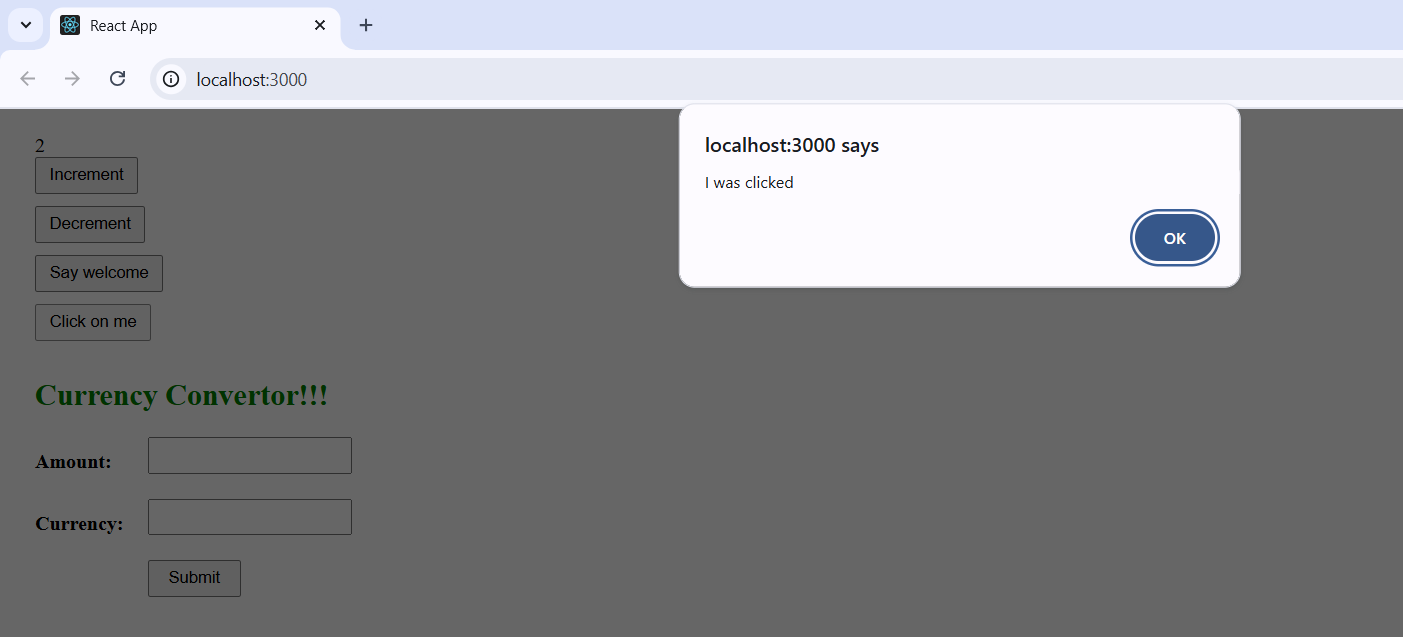 React App
localhost:3000
localhost:3000 says
I was clicked
OK
2
Increment
Decrement
Say welcome
Click on me
Currency Convertor!!!
Amount:
Currency:
Submit